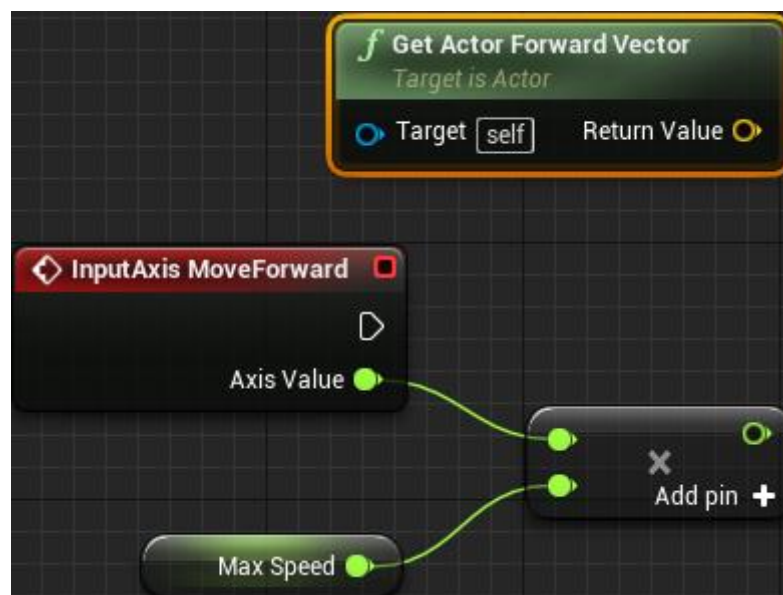 f Get Actor Forward Vector
Target is Actor
Target self Return Value
InputAxis MoveForward
Axis Value
Add pin +
Max Speed